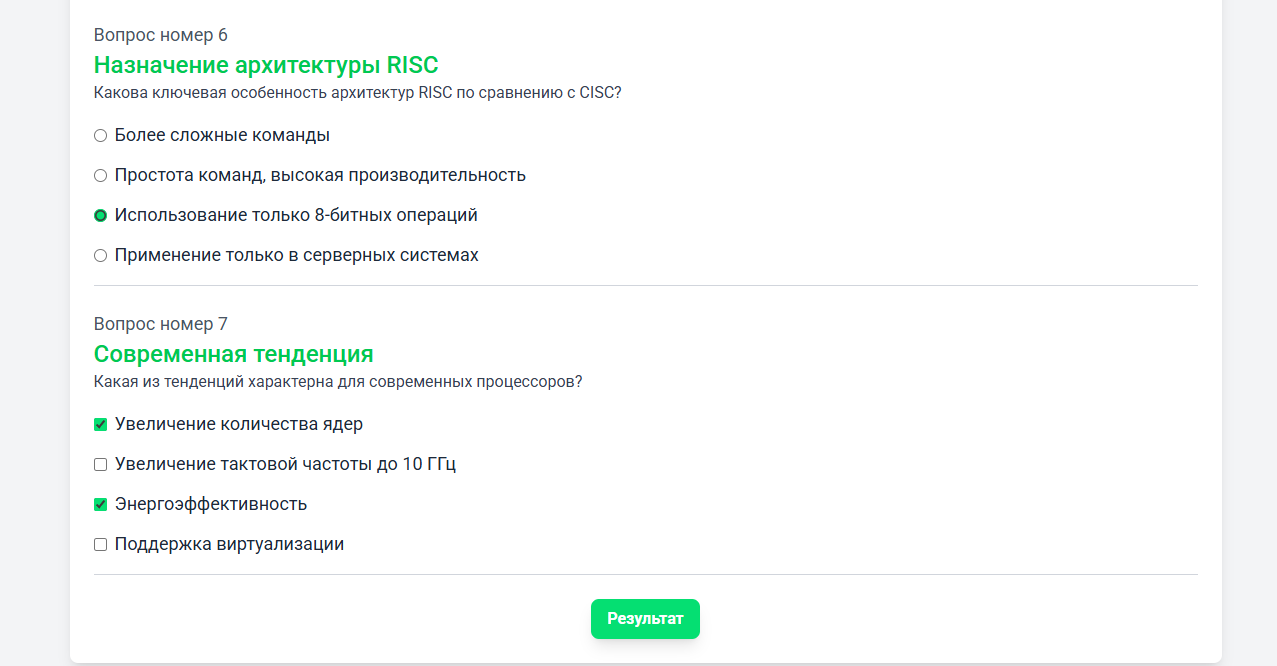 Вопрос номер 6
Назначение архитектуры RISC
Какова ключевая особенность архитектур RISC по сравнению с CISC?
Более сложные команды
Простота команд, высокая производительность
Использование только 8-битных операций
Применение только в серверных системах
Вопрос номер 7
Современная тенденция
Какая из тенденций характерна для современных процессоров?
Увеличение количества ядер
Увеличение тактовой частоты до 10 ГГц
Энергоэффективность
Поддержка виртуализации
Результат